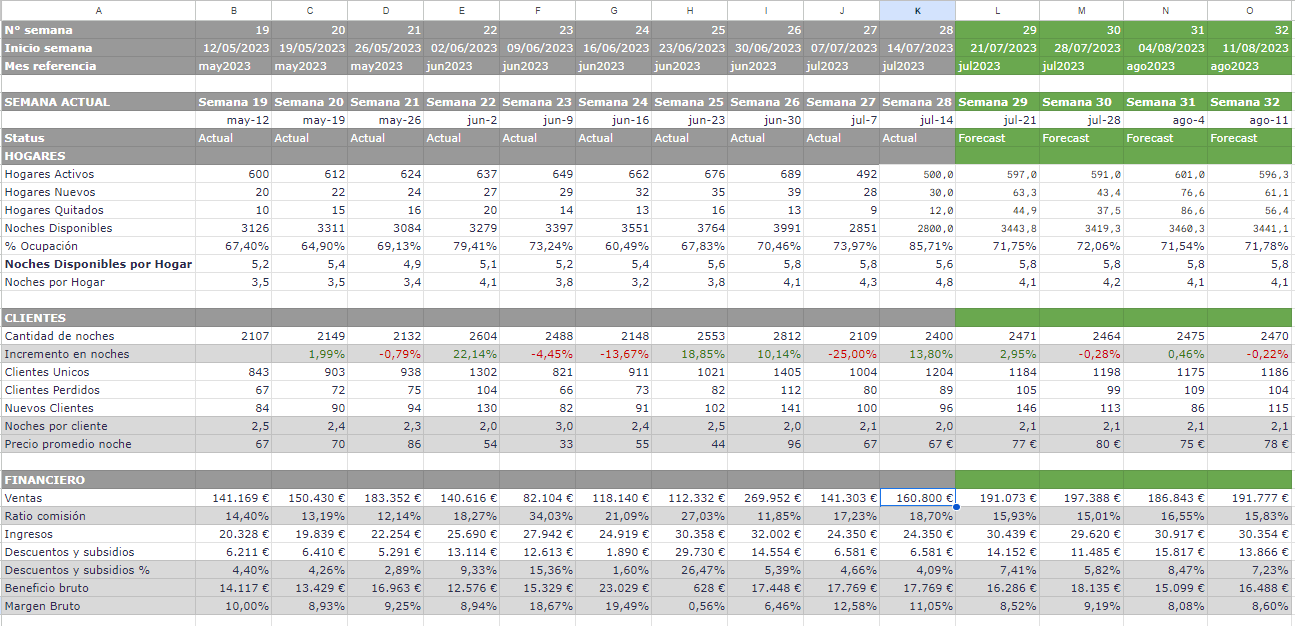 A B C D E F G H I J K L M N O
N° semana 19 20 21 22 23 24 25 26 27 28 29 30 31 32
Inicio semana 12/05/2023 19/05/2023 26/05/2023 02/06/2023 09/06/2023 16/06/2023 23/06/2023 30/06/2023 07/07/2023 14/07/2023 21/07/2023 28/07/2023 04/08/2023 11/08/2023
Mes referencia may2023 may2023 may2023 jun2023 jun2023 jun2023 jun2023 jun2023 jul2023 jul2023 jul2023 jul2023 ago2023 ago2023
SEMANA ACTUAL Semana 19 Semana 20 Semana 21 Semana 22 Semana 23 Semana 24 Semana 25 Semana 26 Semana 27 Semana 28 Semana 29 Semana 30 Semana 31 Semana 32
may-12 may-19 may-26 jun-2 jun-9 jun-16 jun-23 jun-30 jul-7 jul-14 jul-21 jul-28 ago-4 ago-11
Status Actual Actual Actual Actual Actual Actual Actual Actual Actual Actual Forecast Forecast Forecast Forecast
HOGARES
Hogares Activos 600 612 624 637 649 662 676 689 492 500,0 597,0 591,0 601,0 596,3
Hogares Nuevos 20 22 24 27 29 32 35 39 28 30,0 63,3 43,4 76,6 61,1
Hogares Quitados 10 15 16 20 14 13 16 13 9 12,0 44,9 37,5 86,6 56,4
Noches Disponibles 3126 3311 3084 3279 3397 3551 3764 3991 2851 2800,0 3443,8 3419,3 3460,3 3441,1
% Ocupación 67,40% 64,90% 69,13% 79,41% 73,24% 60,49% 67,83% 70,46% 73,97% 85,71% 71,75% 72,06% 71,54% 71,78%
Noches Disponibles por Hogar 5,2 5,4 4,9 5,1 5,2 5,4 5,6 5,8 5,8 5,6 5,8 5,8 5,8 5,8
Noches por Hogar 3,5 3,5 3,4 4,1 3,8 3,2 3,8 4,1 4,3 4,8 4,1 4,2 4,1 4,1
CLIENTES
Cantidad de noches 2107 2149 2132 2604 2488 2148 2553 2812 2109 2400 2471 2464 2475 2470
Incremento en noches 1,99% -0,79% 22,14% -4,45% -13,67% 18,85% 10,14% -25,00% 13,80% 2,95% -0,28% 0,46% -0,22%
Clientes Unicos 843 903 938 1302 821 911 1021 1405 1004 1204 1184 1198 1175 1186
Clientes Perdidos 67 72 75 104 66 73 82 112 80 89 105 99 109 104
Nuevos Clientes 84 90 94 130 82 91 102 141 100 96 146 113 86 115
Noches por cliente 2,5 2,4 2,3 2,0 3,0 2,4 2,5 2,0 2,1 2,0 2,1 2,1 2,1 2,1
Precio promedio noche 67 70 86 54 33 55 44 96 67 67 € 77 € 80 € 75 € 78 €
FINANCIERO
Ventas 141.169 € 150.430 € 183.352 € 140.616 € 82.104 € 118.140 € 112.332 € 269.952 € 141.303 € 160.800 € 191.073 € 197.388 € 186.843 € 191.777 €
Ratio comisión 14,40% 13,19% 12,14% 18,27% 34,03% 21,09% 27,03% 11,85% 17,23% 18,70% 15,93% 15,01% 16,55% 15,83%
Ingresos 20.328 € 19.839 € 22.254 € 25.690 € 27.942 € 24.919 € 30.358 € 32.002 € 24.350 € 24.350 € 30.439 € 29.620 € 30.917 € 30.354 €
Descuentos y subsidios 6.211 € 6.410 € 5.291 € 13.114 € 12.613 € 1.890 € 29.730 € 14.554 € 6.581 € 6.581 € 14.152 € 11.485 € 15.817 € 13.866 €
Descuentos y subsidios % 4,40% 4,26% 2,89% 9,33% 15,36% 1,60% 26,47% 5,39% 4,66% 4,09% 7,41% 5,82% 8,47% 7,23%
Beneficio bruto 14.117 € 13.429 € 16.963 € 12.576 € 15.329 € 23.029 € 628 € 17.448 € 17.769 € 17.769 € 16.286 € 18.135 € 15.099 € 16.488 €
Margen Bruto 10,00% 8,93% 9,25% 8,94% 18,67% 19,49% 0,56% 6,46% 12,58% 11,05% 8,52% 9,19% 8,08% 8,60%